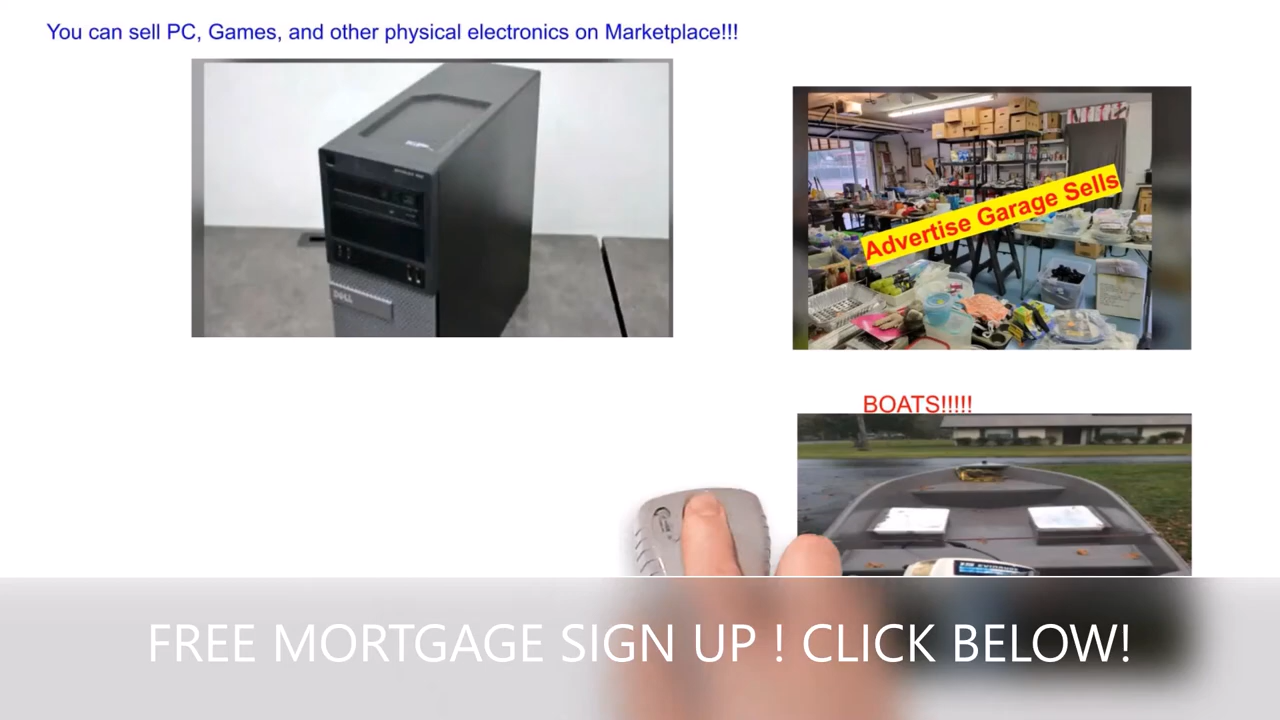 You can sell PC, Games, and other physical electronics on Marketplace!!!
DELL
Advertise Garage Sells
BOATS!!!!!
FREE MORTGAGE SIGN UP ! CLICK BELOW!